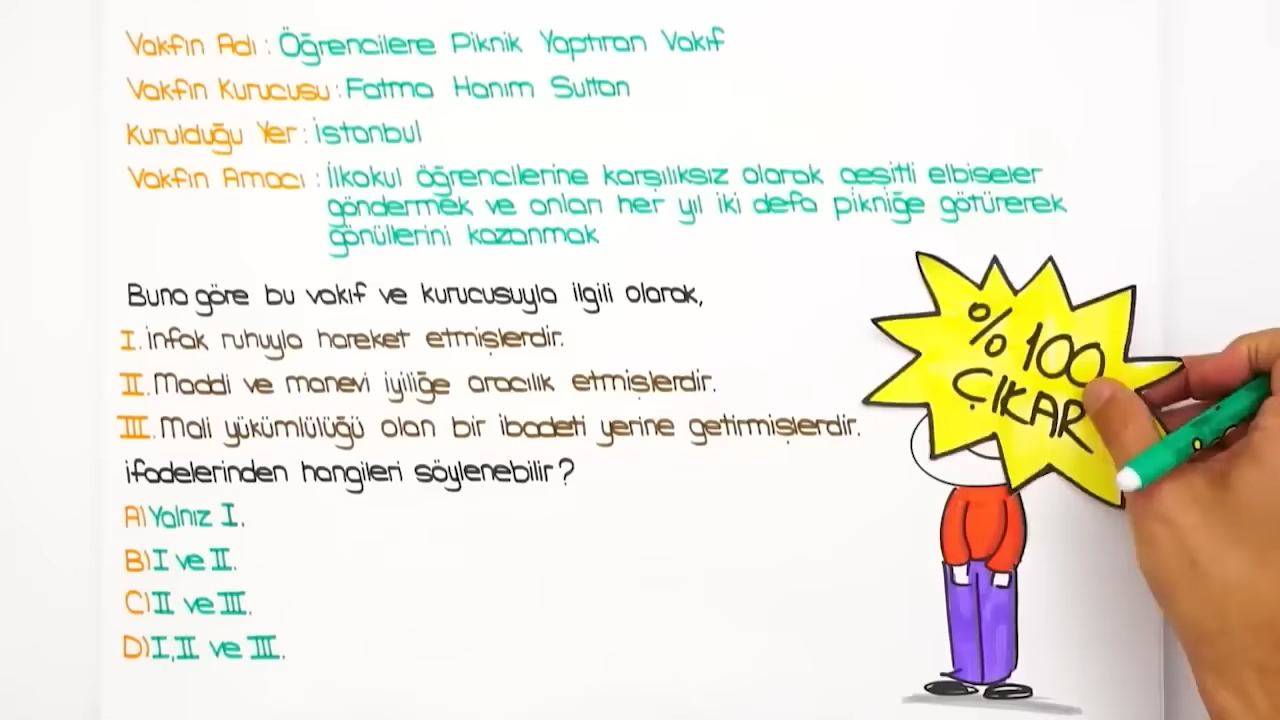 Vakfın Adı : Öğrencilere Piknik Yaptıran Vakıf
Vakfın Kurucusu : Fatma Hanım Sultan
Kurulduğu Yer : İstanbul
Vakfın Amacı : İlkokul öğrencilerine karşılıksız olarak çeşitli elbiseler
göndermek ve onları her yıl iki defa pikniğe götürerek
gönüllerini kazanmak
Buna göre bu vakıf ve kurucusuyla ilgili olarak,
I. İnfak ruhuyla hareket etmişlerdir.
II. Maddi ve manevi iyiliğe aracılık etmişlerdir.
III. Mali yükümlülüğü olan bir ibadeti yerine getirmişlerdir.
ifadelerinden hangileri söylenebilir?
A) Yalnız I.
B) I ve II.
C) II ve III.
D) I, II ve III.
% 100
ÇIKAR